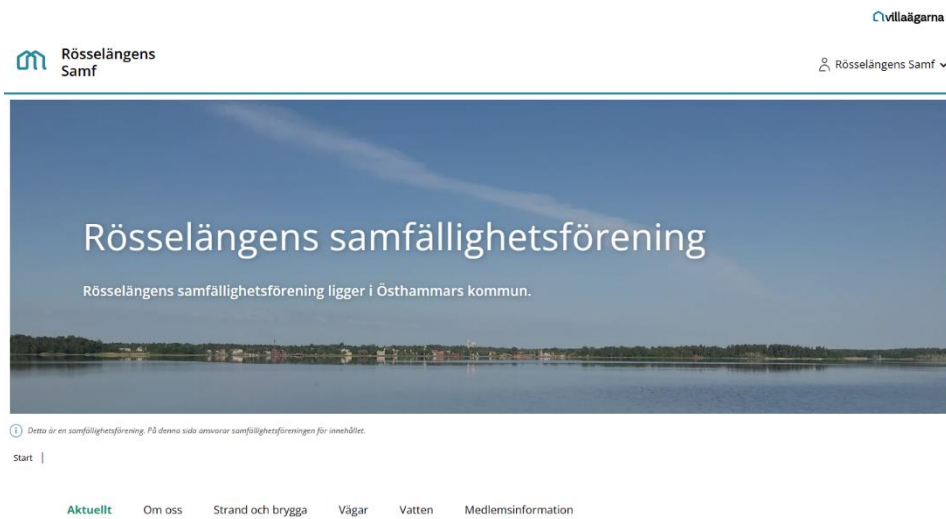 villaägarna
Rösselängens
Samf
Rösselängens Samf
Rösselängens samfällighetsförening
Rösselängens samfällighetsförening ligger i Östhammars kommun.
Detta är en samfällighetsförening. På denna sida ansvarar samfällighetsföreningen för innehållet.
Start |
Aktuellt Om oss Strand och brygga Vägar Vatten Medlemsinformation